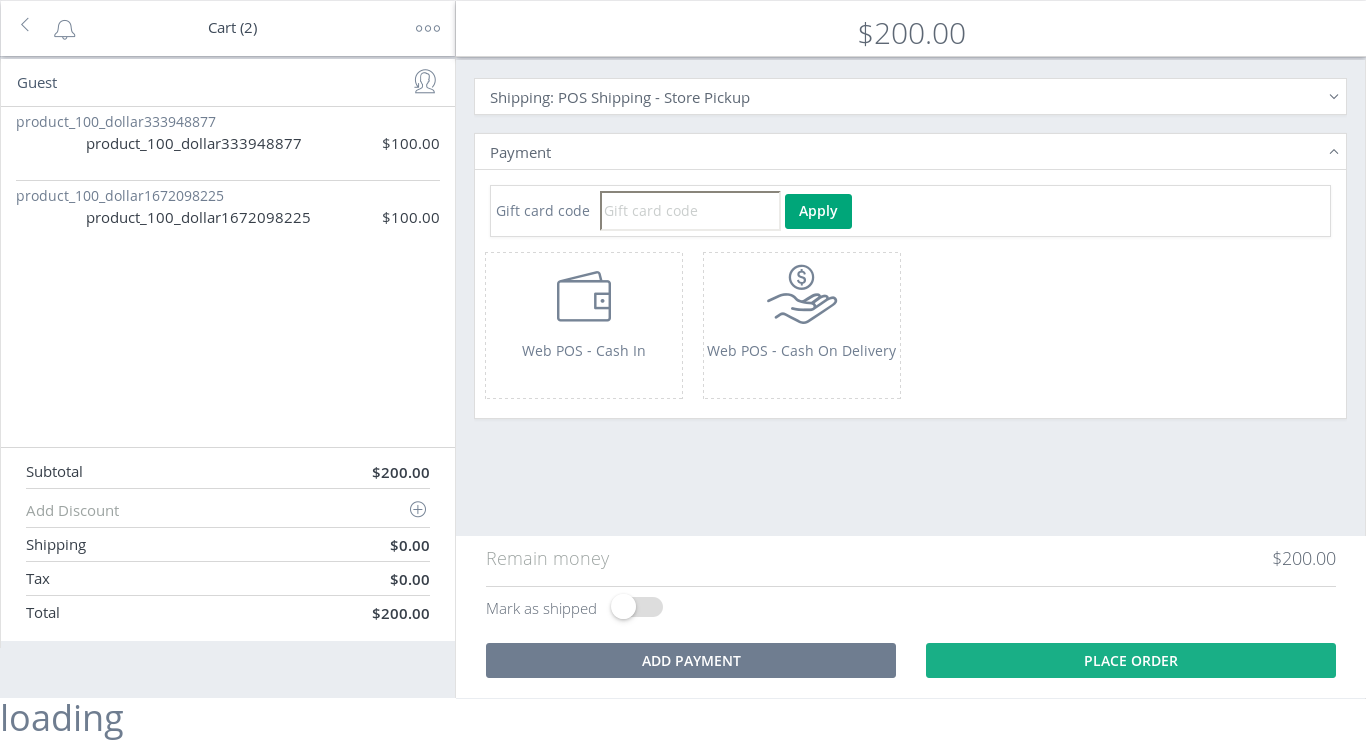 Cart (2)
$200.00
Guest
product_100_dollar333948877
product_100_dollar333948877 $100.00
product_100_dollar1672098225
product_100_dollar1672098225 $100.00
Subtotal $200.00
Add Discount
Shipping $0.00
Tax $0.00
Total $200.00
Shipping: POS Shipping - Store Pickup
Payment
Gift card code Gift card code Apply
$
Web POS - Cash In Web POS - Cash On Delivery
Remain money $200.00
Mark as shipped
ADD PAYMENT PLACE ORDER
loading